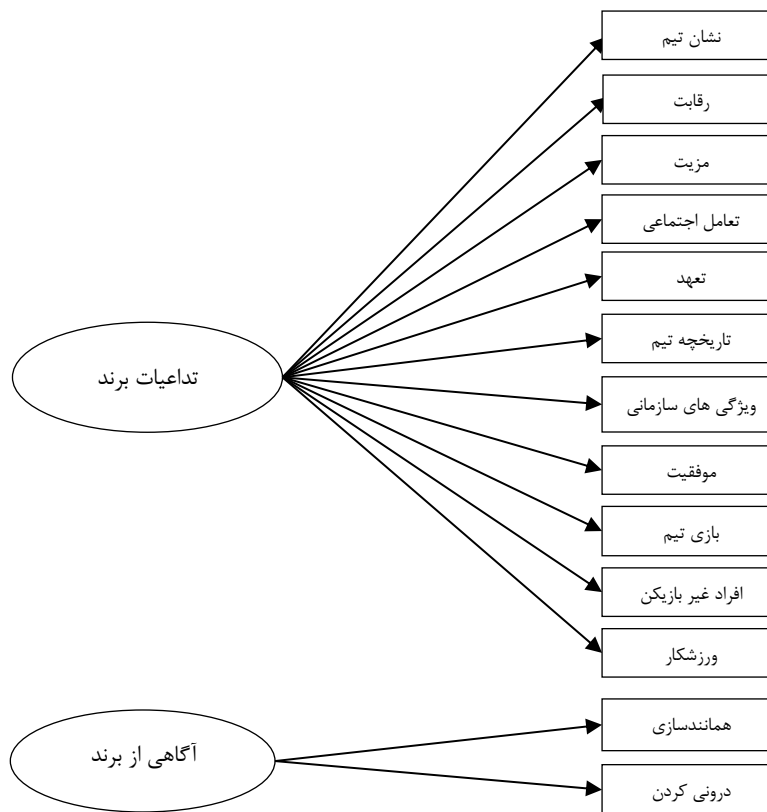 نشان تیم
رقابت
مزیت
تعامل اجتماعی
تعهد
تاریخچه تیم
تداعیات برند
ویژگی های سازمانی
موفقیت
بازی تیم
افراد غیر بازیکن
ورزشکار
همانندسازی
آگاهی از برند
درونی کردن